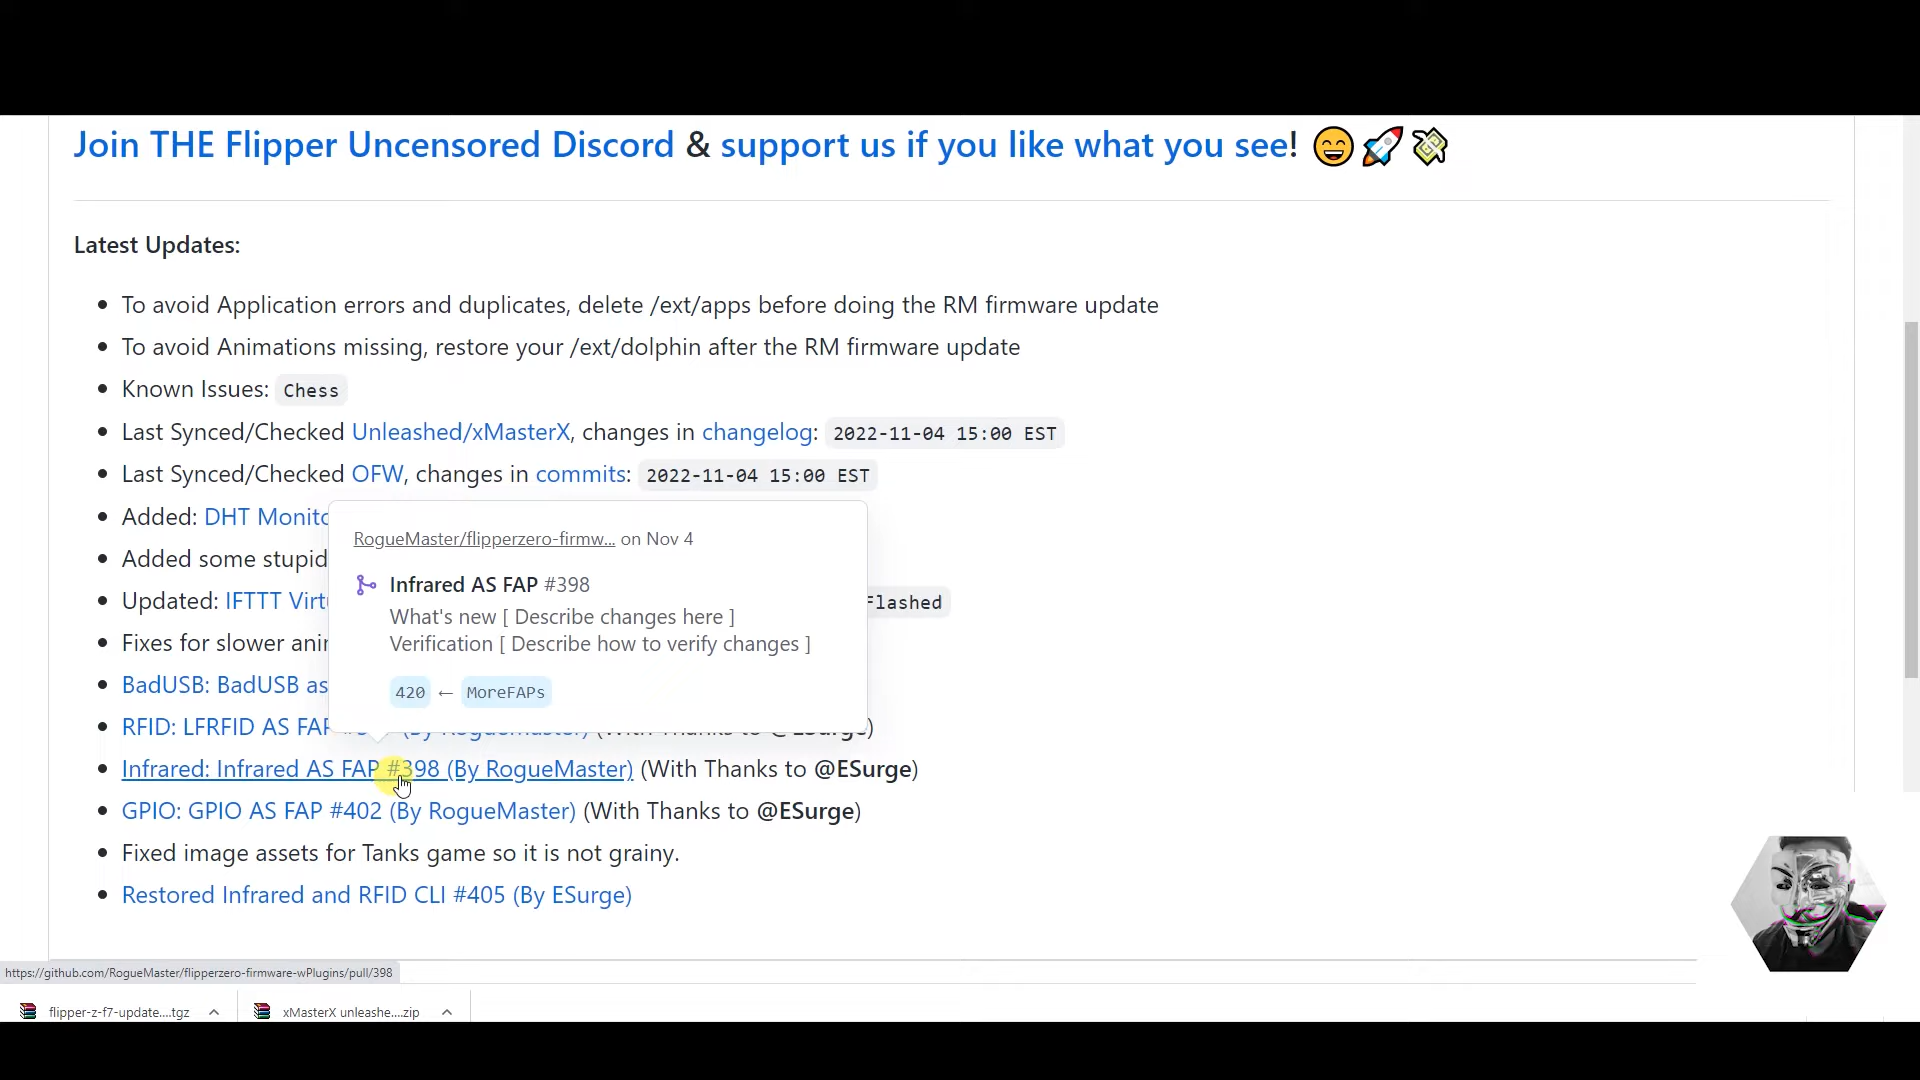 Join THE Flipper Uncensored Discord & support us if you like what you see! 😄🚀💸
Latest Updates:
To avoid Application errors and duplicates, delete /ext/apps before doing the RM firmware update
To avoid Animations missing, restore your /ext/dolphin after the RM firmware update
Known Issues: Chess
Last Synced/Checked Unleashed/xMasterX, changes in changelog: 2022-11-04 15:00 EST
Last Synced/Checked OFW, changes in commits: 2022-11-04 15:00 EST
Added: DHT
Added some stupid
Updated: IFTTT Flashed
Fixes for slower
BadUSB: BadUSB as
RFID: LFRFID AS FAP (By RogueMaster) (With Thanks to @ESurge)
RogueMaster/flipperzero-firmw... on Nov 4
Infrared AS FAP #398
What's new [ Describe changes here ]
Verification [ Describe how to verify changes ]
420 ← MoreFAPs
Infrared: Infrared AS FAP #398 (By RogueMaster) (With Thanks to @ESurge)
GPIO: GPIO AS FAP #402 (By RogueMaster) (With Thanks to @ESurge)
Fixed image assets for Tanks game so it is not grainy.
Restored Infrared and RFID CLI #405 (By ESurge)
https://github.com/RogueMaster/flipperzero-firmware-wPlugins/pull/398
flipper-z-f7-update....tgz
xMasterX unleashe....zip